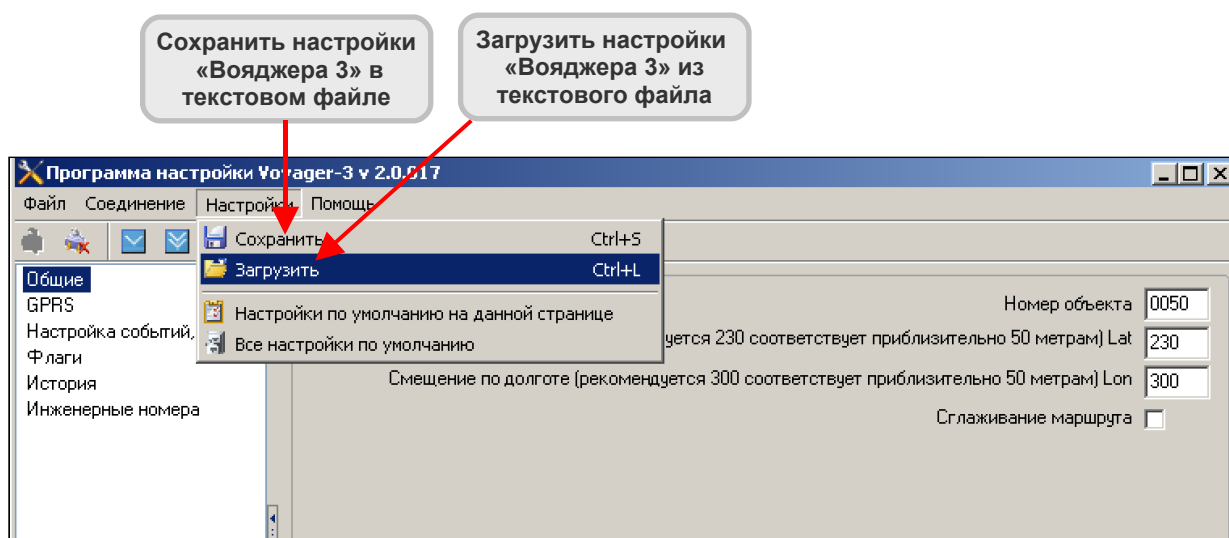 Сохранить настройки
«Вояджера 3» в
текстовом файле
Загрузить настройки
«Вояджера 3» из
текстового файла
Программа настройки Voyager-3 v 2.0.017
Файл Соединение Настройки Помощь
Сохранить Ctrl+S
Загрузить Ctrl+L
Настройки по умолчанию на данной странице
Все настройки по умолчанию
Общие
GPRS
Настройка событий,
Флаги
История
Инженерные номера
Номер объекта 0050
230 соответствует приблизительно 50 метрам) Lat 230
Смещение по долготе (рекомендуется 300 соответствует приблизительно 50 метрам) Lon 300
Сглаживание маршрута